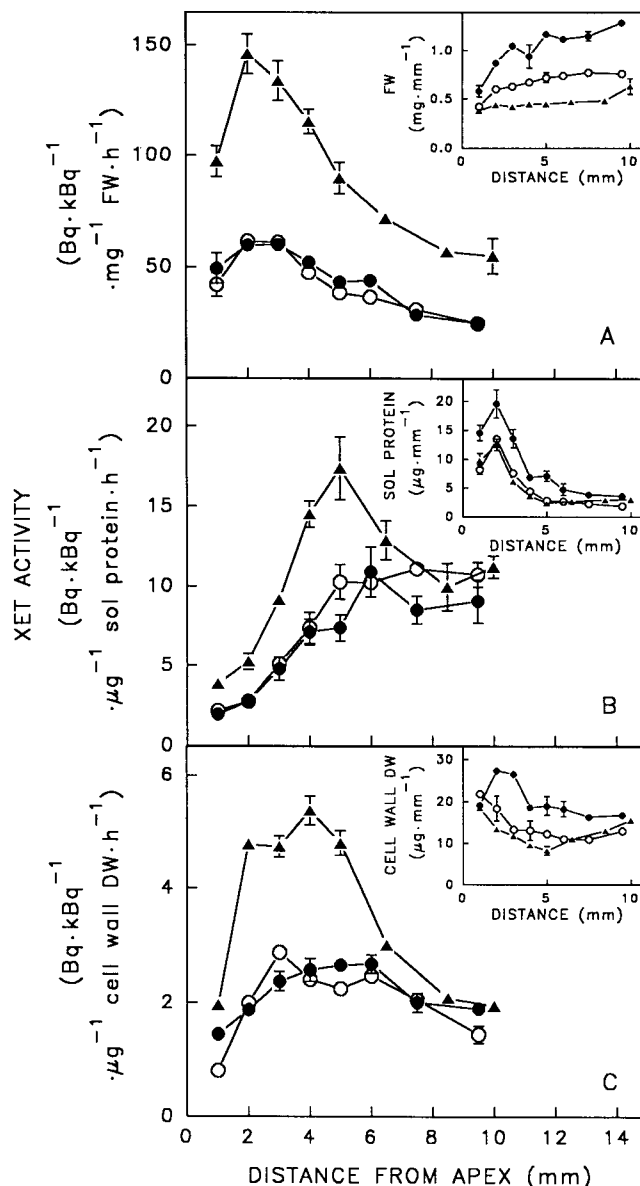 XET ACTIVITY
(Bq·kBq⁻¹
·mg⁻¹ FW·h⁻¹)
150
100
50
0
A
FW
(mg·mm⁻¹)
1.0
0.5
0.0
0 5 10
DISTANCE (mm)
(Bq·kBq⁻¹
·µg⁻¹ sol protein·h⁻¹)
20
15
10
5
0
B
SOL PROTEIN
(µg·mm⁻¹)
20
15
10
5
0
0 5 10
DISTANCE (mm)
(Bq·kBq⁻¹
·µg⁻¹ cell wall DW·h⁻¹)
6
4
2
0
C
CELL WALL DW
(µg·mm⁻¹)
30
20
10
0
0 5 10
DISTANCE (mm)
0 2 4 6 8 10 12 14
DISTANCE FROM APEX (mm)